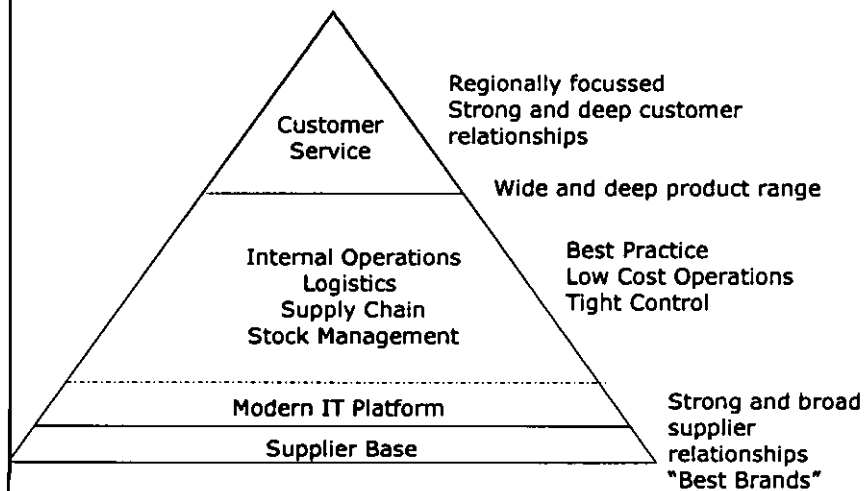 Customer
Service
Regionally focussed
Strong and deep customer
relationships
Wide and deep product range
Internal Operations
Logistics
Supply Chain
Stock Management
Best Practice
Low Cost Operations
Tight Control
Modern IT Platform
Supplier Base
Strong and broad
supplier
relationships
"Best Brands"